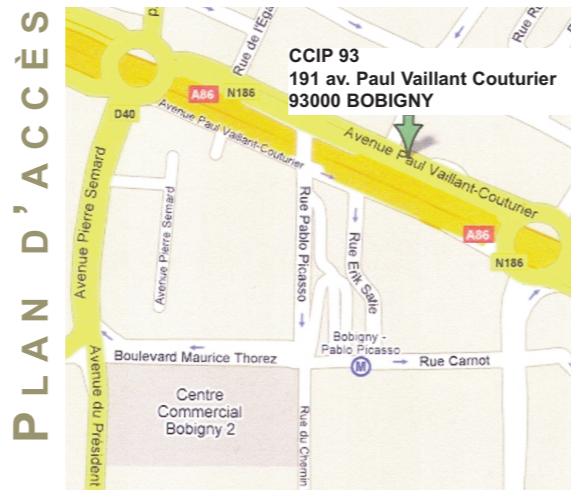 PLAN D'ACCÈS
CCIP 93
191 av. Paul Vaillant Couturier
93000 BOBIGNY
Rue de l'Ega
Rue
Rue R
A86
N186
D40
Avenue Paul Vaillant-Couturier
Avenue Paul Vaillant-Couturier
Avenue Pierre Semard
Avenue Pierre Semard
Rue Pablo Picasso
Rue Erik Satie
A86
N186
Bobigny -
Pablo Picasso
M
Boulevard Maurice Thorez
Rue Carnot
Centre
Commercial
Bobigny 2
Avenue du Président
Rue du Chemin